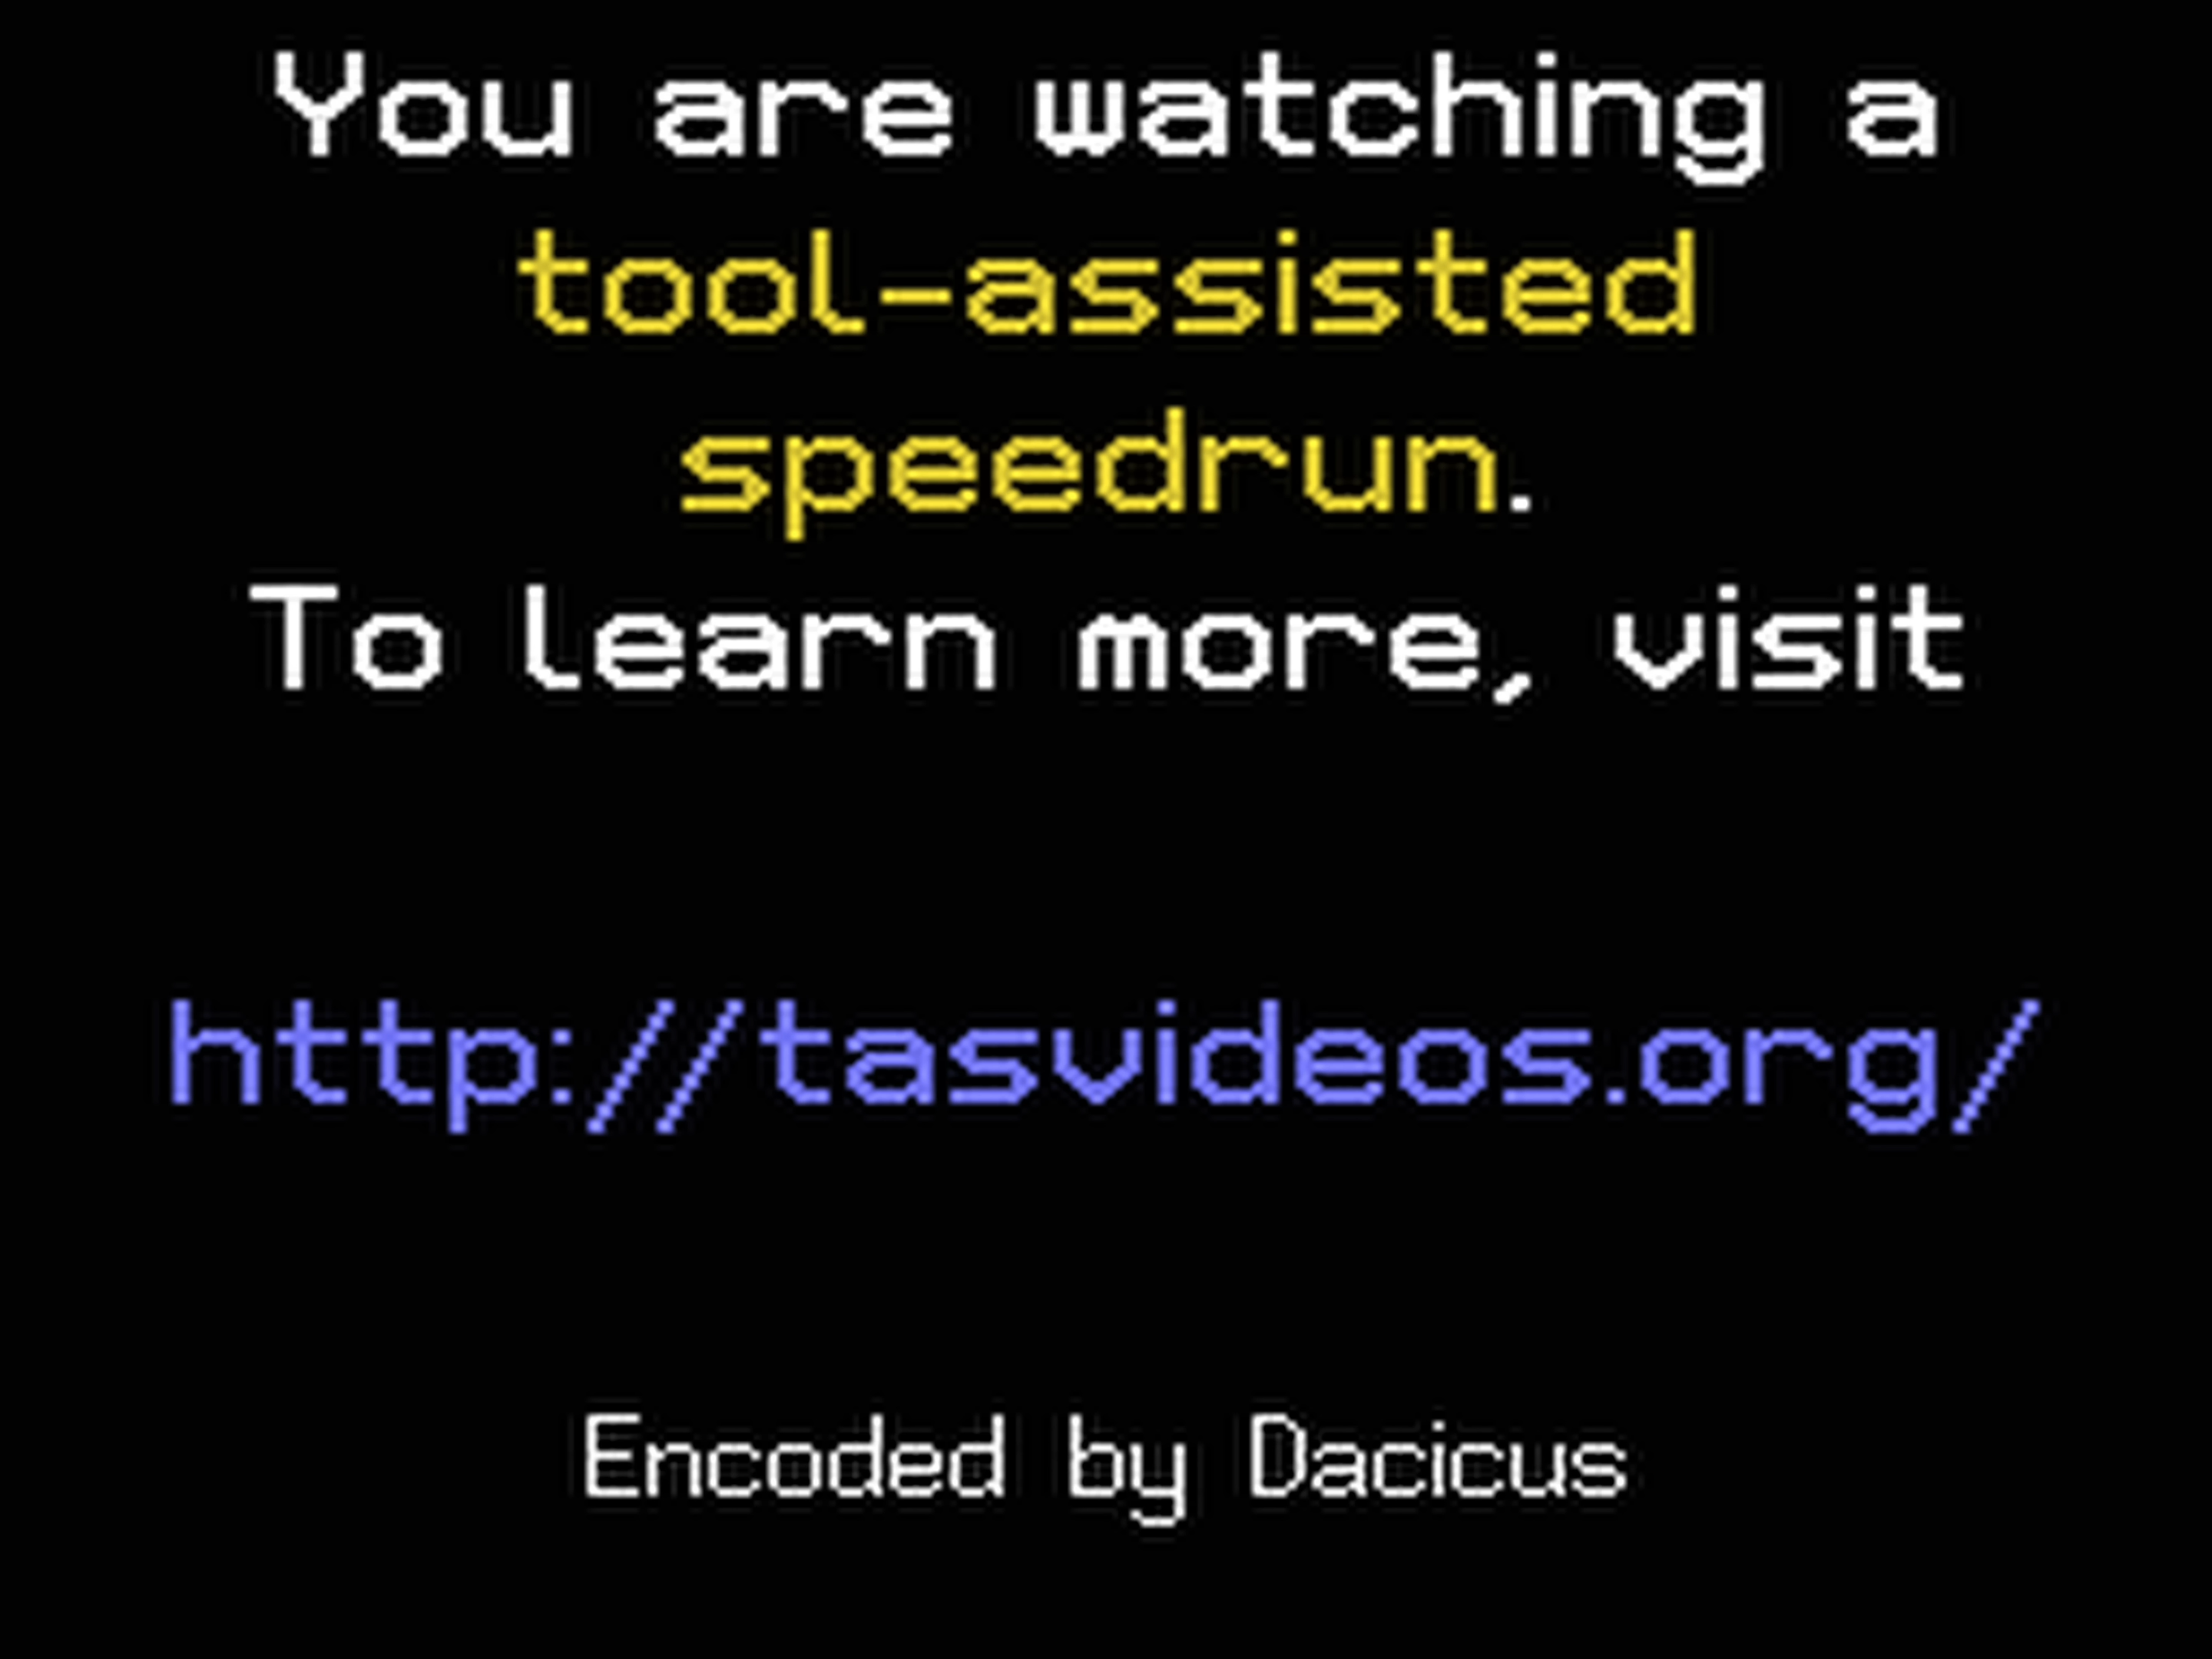 You are watching a
tool-assisted
speedrun.
To learn more, visit
http://tasvideos.org/
Encoded by Dacicus